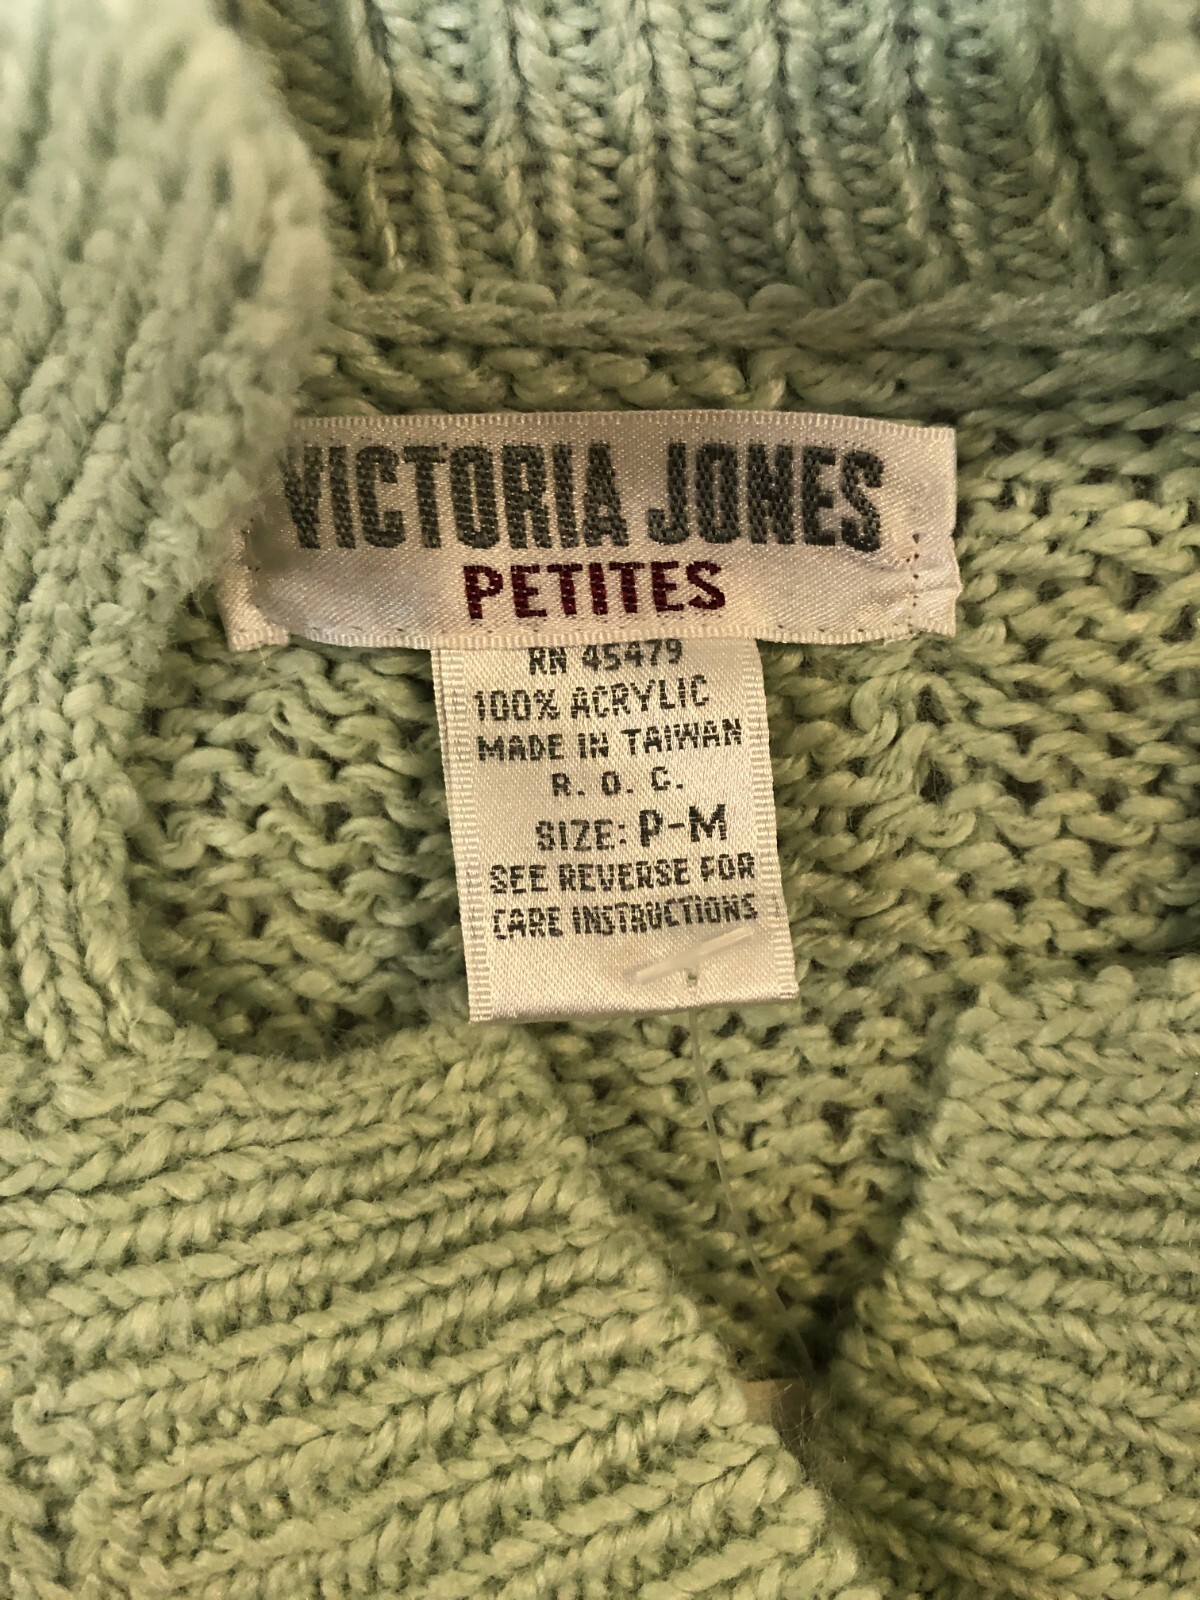 VICTORIA JONES
PETITES
RN 45479
100% ACRYLIC
MADE IN TAIWAN
R. O. C.
SIZE: P-M
SEE REVERSE FOR
CARE INSTRUCTIONS